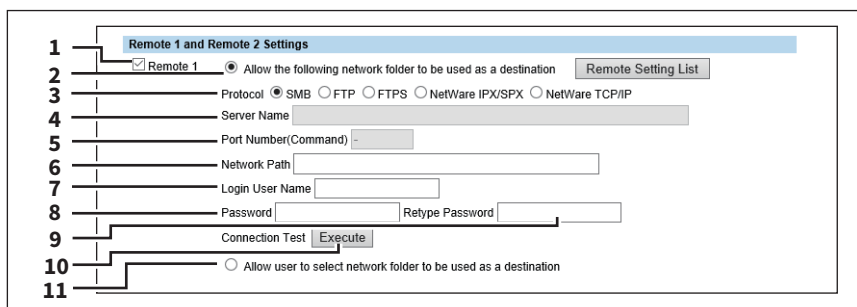 Remote 1 and Remote 2 Settings
1
Remote 1 Allow the following network folder to be used as a destination Remote Setting List
2
3 Protocol SMB FTP FTPS NetWare IPX/SPX NetWare TCP/IP
4 Server Name
5 Port Number(Command) -
6 Network Path
7 Login User Name
8 Password Retype Password
9 Connection Test Execute
10
11 Allow user to select network folder to be used as a destination